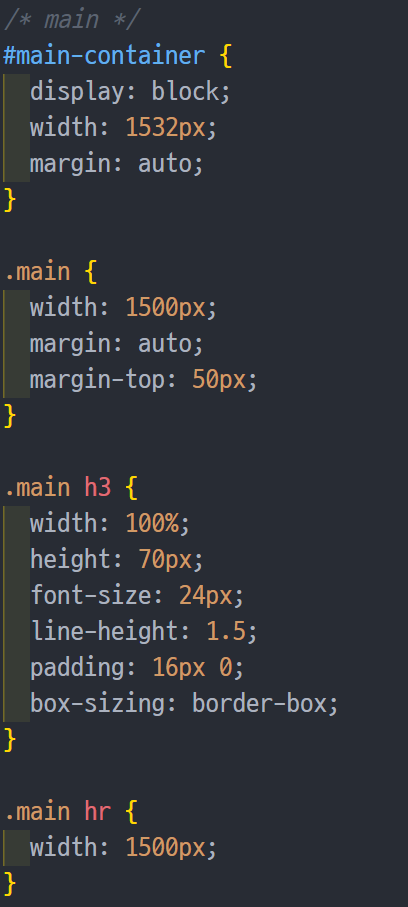 /* main */
#main-container {
  display: block;
  width: 1532px;
  margin: auto;
}

.main {
  width: 1500px;
  margin: auto;
  margin-top: 50px;
}

.main h3 {
  width: 100%;
  height: 70px;
  font-size: 24px;
  line-height: 1.5;
  padding: 16px 0;
  box-sizing: border-box;
}

.main hr {
  width: 1500px;
}